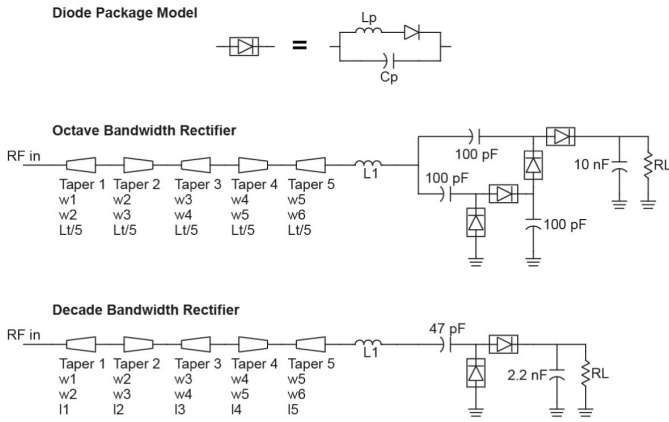 Diode Package Model
Lp
=
Cp
Octave Bandwidth Rectifier
RF in
Taper 1 Taper 2 Taper 3 Taper 4 Taper 5
w1 w2 w3 w4 w5
w2 w3 w4 w5 w6
Lt/5 Lt/5 Lt/5 Lt/5 Lt/5
L1
100 pF
100 pF
100 pF
10 nF
RL
Decade Bandwidth Rectifier
RF in
Taper 1 Taper 2 Taper 3 Taper 4 Taper 5
w1 w2 w3 w4 w5
w2 w3 w4 w5 w6
l1 l2 l3 l4 l5
L1
47 pF
2.2 nF
RL